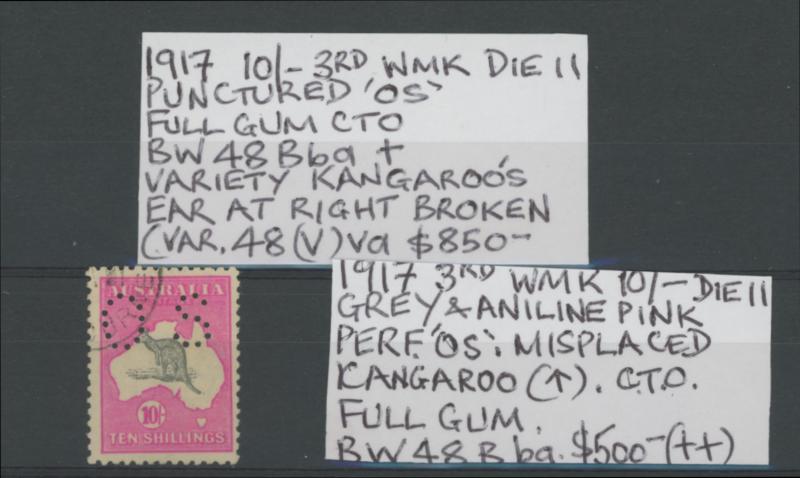 1917 10/- 3RD WMK DIE II
PUNCTURED 'OS'
FULL GUM CTO
BW 48 B ba +
VARIETY KANGAROO'S
EAR AT RIGHT BROKEN
(VAR. 48 (V) va $850-
AUSTRALIA
OS
10/-
TEN SHILLINGS
1917 3RD WMK 10/- DIE II
GREY & ANILINE PINK
PERF. 'OS'. MISPLACED
KANGAROO (↑). C.T.O.
FULL GUM.
BW 48 B ba. $500- (++)